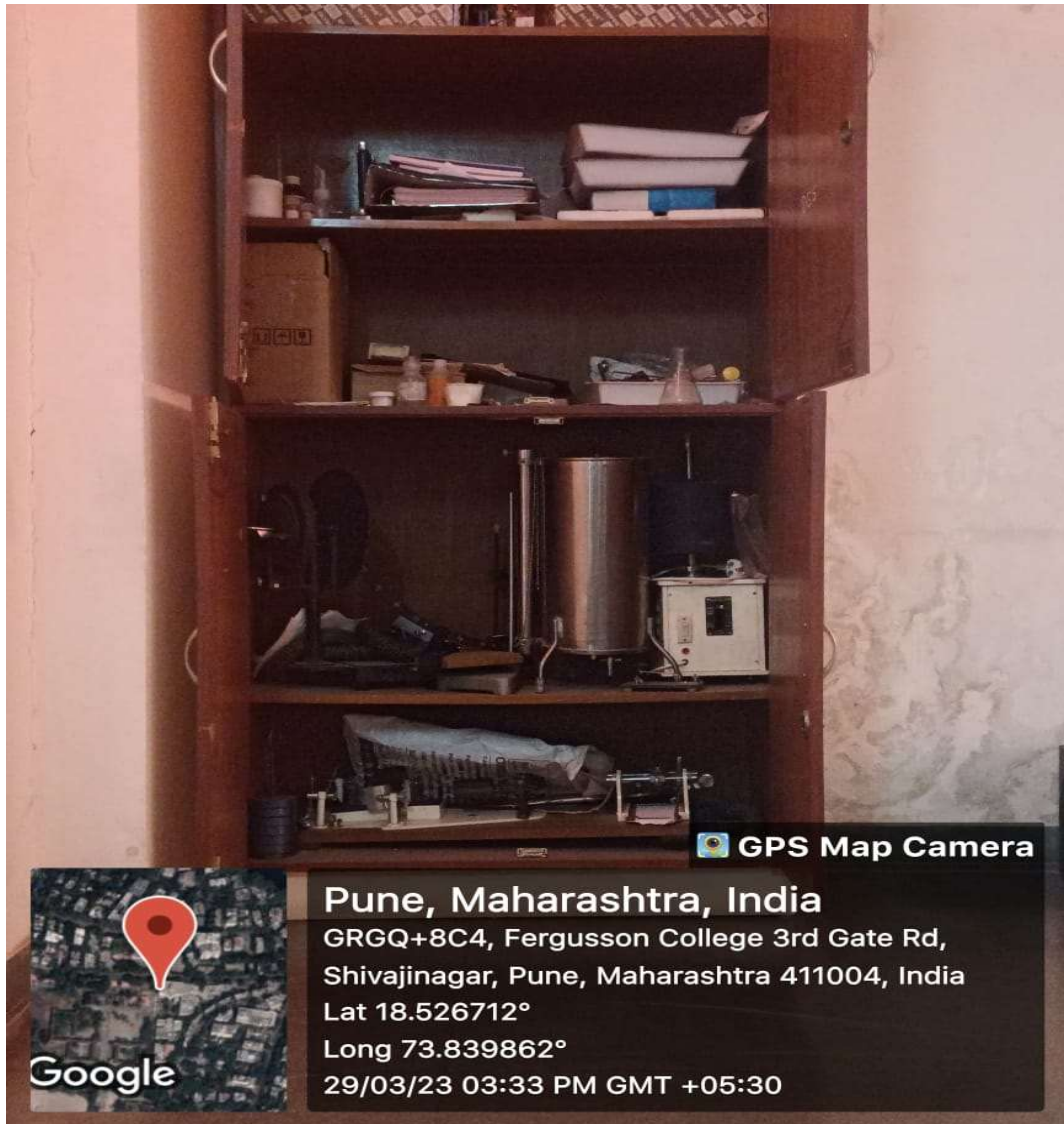 GPS Map Camera
Pune, Maharashtra, India
GRGQ+8C4, Fergusson College 3rd Gate Rd,
Shivajinagar, Pune, Maharashtra 411004, India
Lat 18.526712°
Long 73.839862°
29/03/23 03:33 PM GMT +05:30
Google